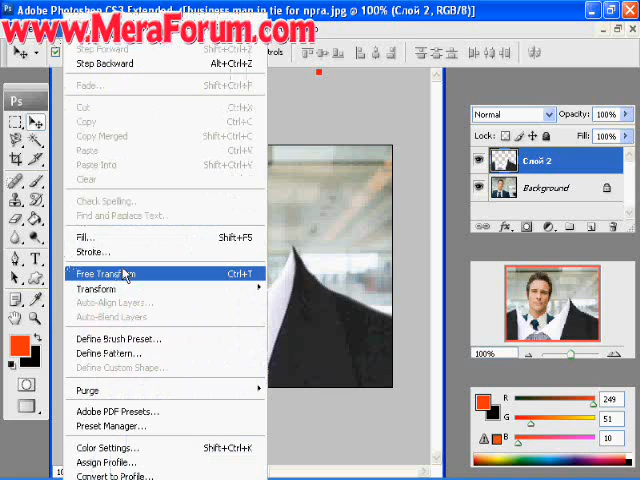 Adobe Photoshop CS3 Extended - [business man in tie for npra.jpg @ 100% (Слой 2, RGB/8)]
www.MeraForum.com
Step Forward Shift+Ctrl+Z
Step Backward Alt+Ctrl+Z
Fade... Shift+Ctrl+F
Cut Ctrl+X
Copy Ctrl+C
Copy Merged Shift+Ctrl+C
Paste Ctrl+V
Paste Into Shift+Ctrl+V
Clear
Check Spelling...
Find and Replace Text...
Fill... Shift+F5
Stroke...
Free Transform Ctrl+T
Transform
Auto-Align Layers...
Auto-Blend Layers
Define Brush Preset...
Define Pattern...
Define Custom Shape...
Purge
Adobe PDF Presets...
Preset Manager...
Color Settings... Shift+Ctrl+K
Assign Profile...
Convert to Profile...
Ps
Normal Opacity: 100%
Lock: Fill: 100%
Слой 2
Background
100%
R 249
G 51
B 10